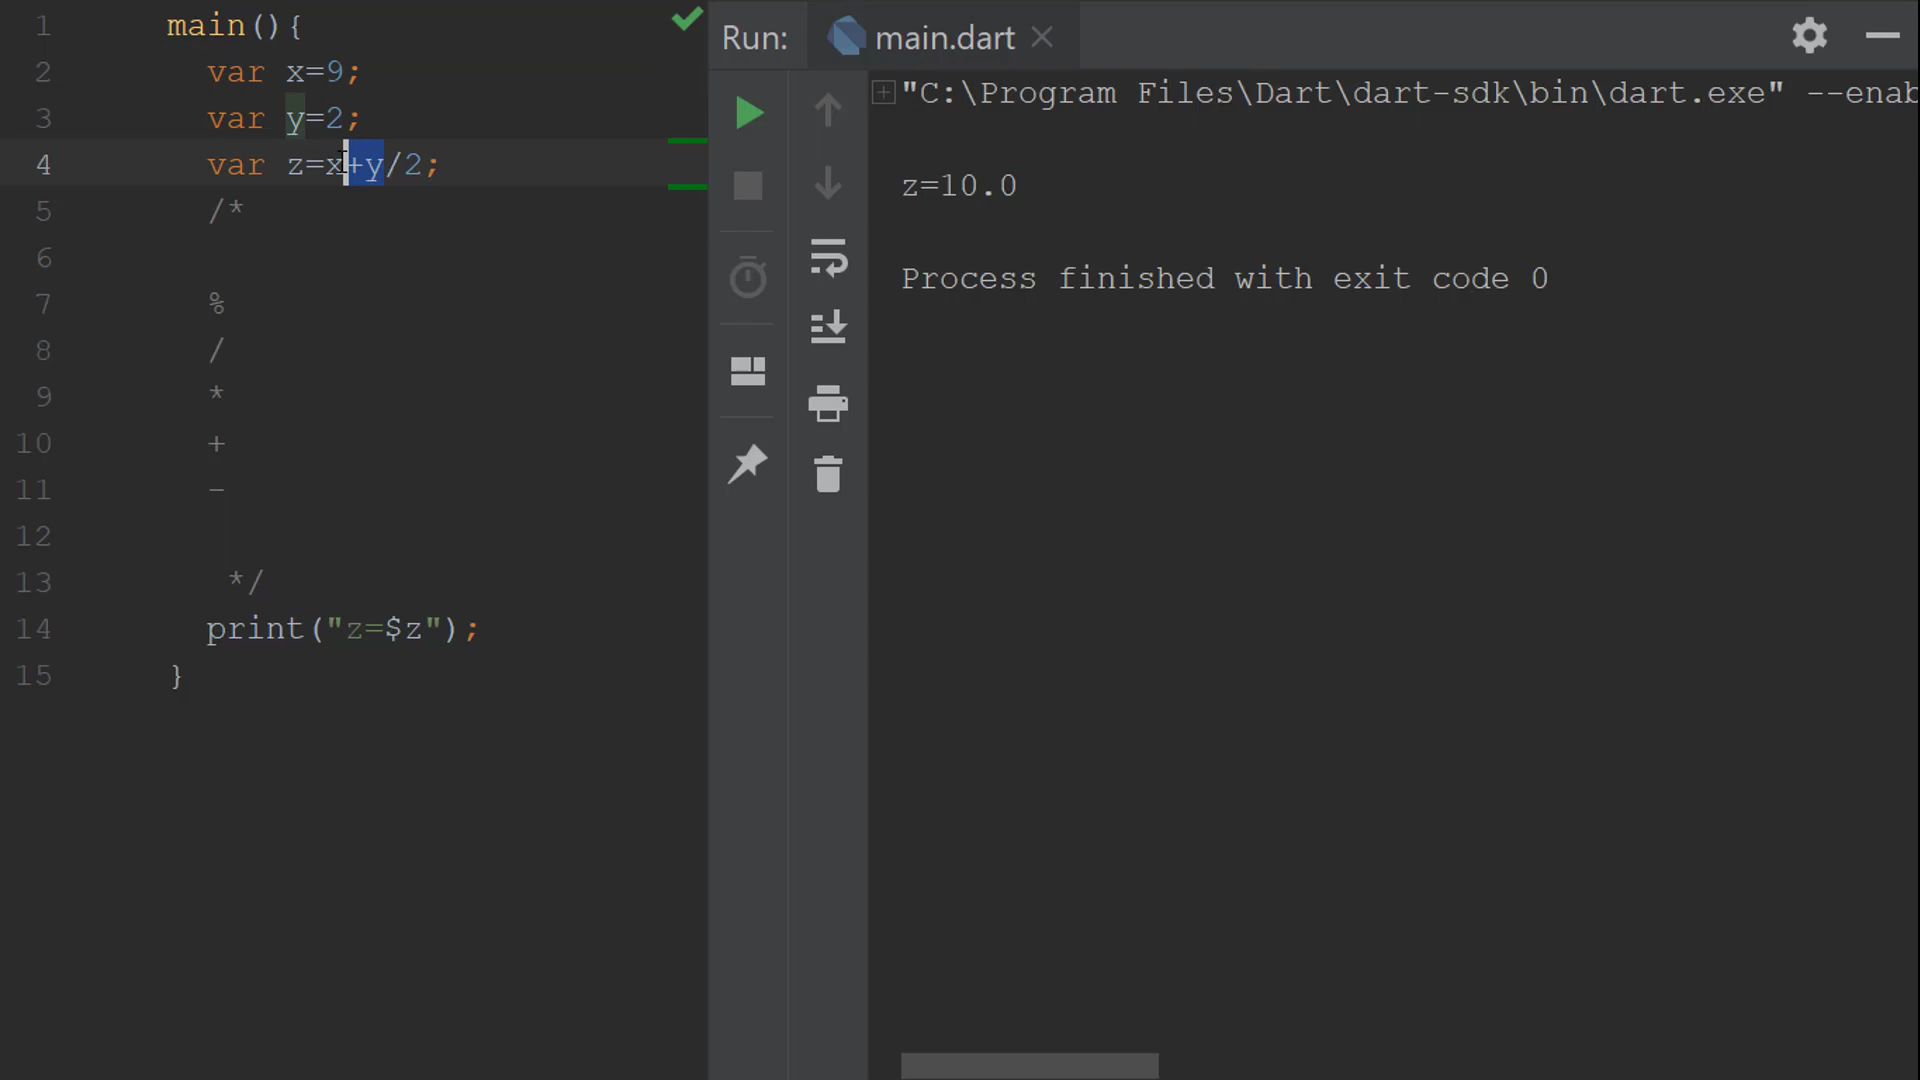 1 main(){
2 var x=9;
3 var y=2;
4 var z=x+y/2;
5 /*
6
7 %
8 /
9 *
10 +
11 -
12
13 */
14 print("z=$z");
15 }
Run: main.dart
"C:\Program Files\Dart\dart-sdk\bin\dart.exe" --enab
z=10.0
Process finished with exit code 0